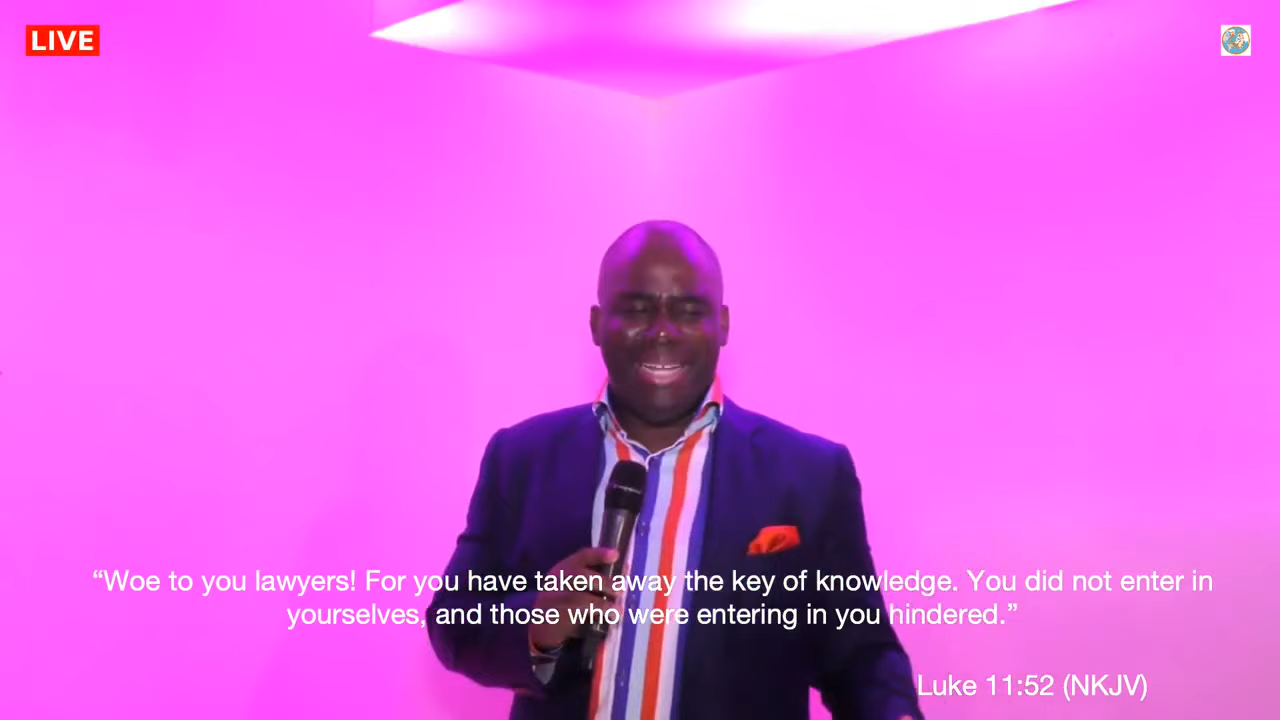 LIVE
“Woe to you lawyers! For you have taken away the key of knowledge. You did not enter in
yourselves, and those who were entering in you hindered.”
Luke 11:52 (NKJV)